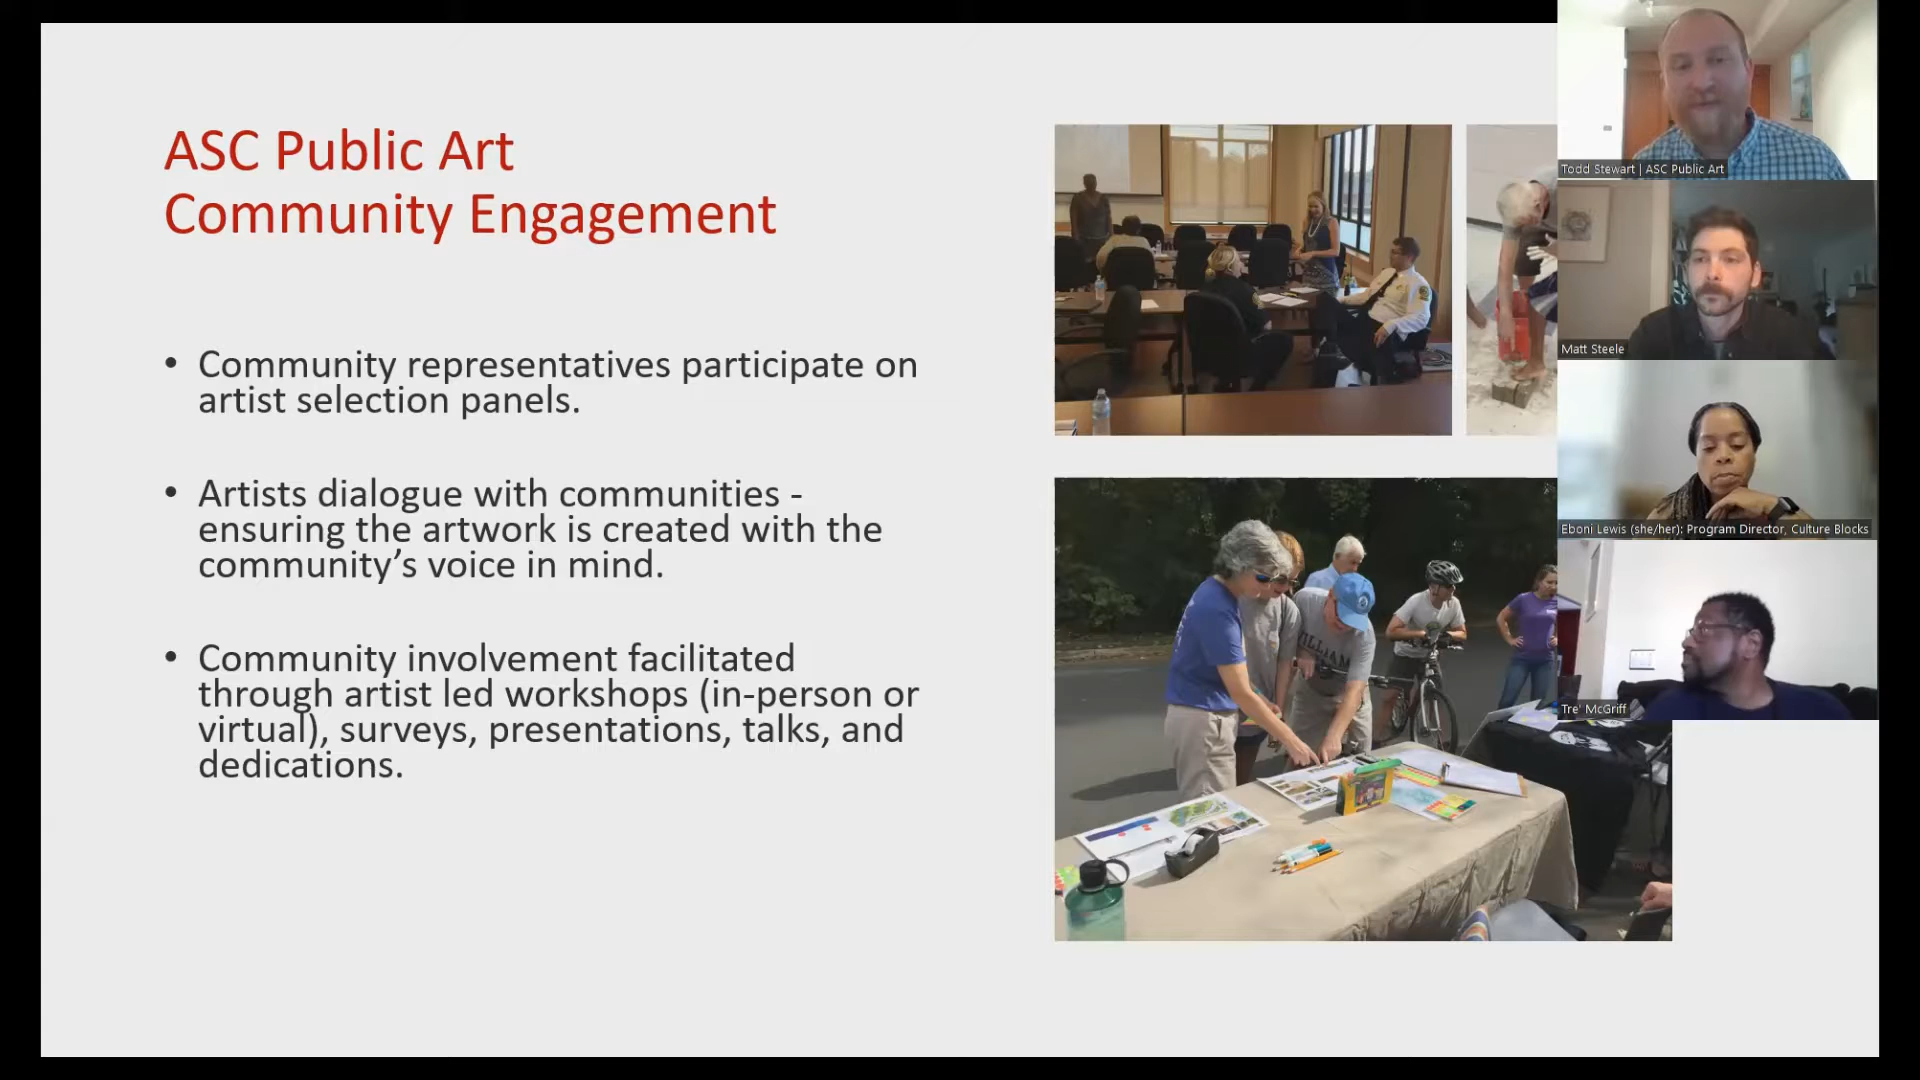 ASC Public Art
Community Engagement
• Community representatives participate on
artist selection panels.
• Artists dialogue with communities -
ensuring the artwork is created with the
community’s voice in mind.
• Community involvement facilitated
through artist led workshops (in-person or
virtual), surveys, presentations, talks, and
dedications.
Todd Stewart | ASC Public Art
Matt Steele
Eboni Lewis (she/her): Program Director, Culture Blocks
Tre' McGriff
WILLIAM